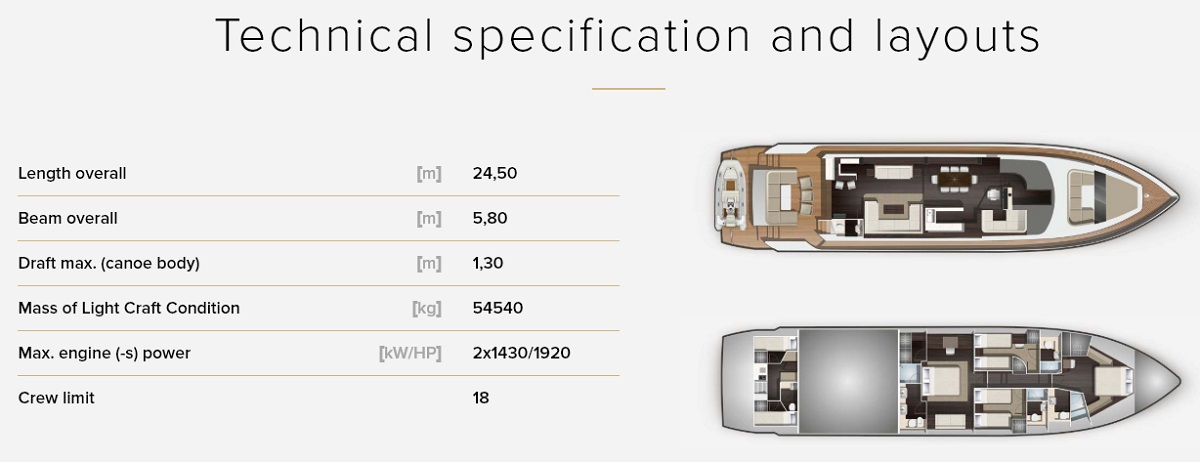 Technical specification and layouts
Length overall [m] 24,50
Beam overall [m] 5,80
Draft max. (canoe body) [m] 1,30
Mass of Light Craft Condition [kg] 54540
Max. engine (-s) power [kW/HP] 2x1430/1920
Crew limit 18